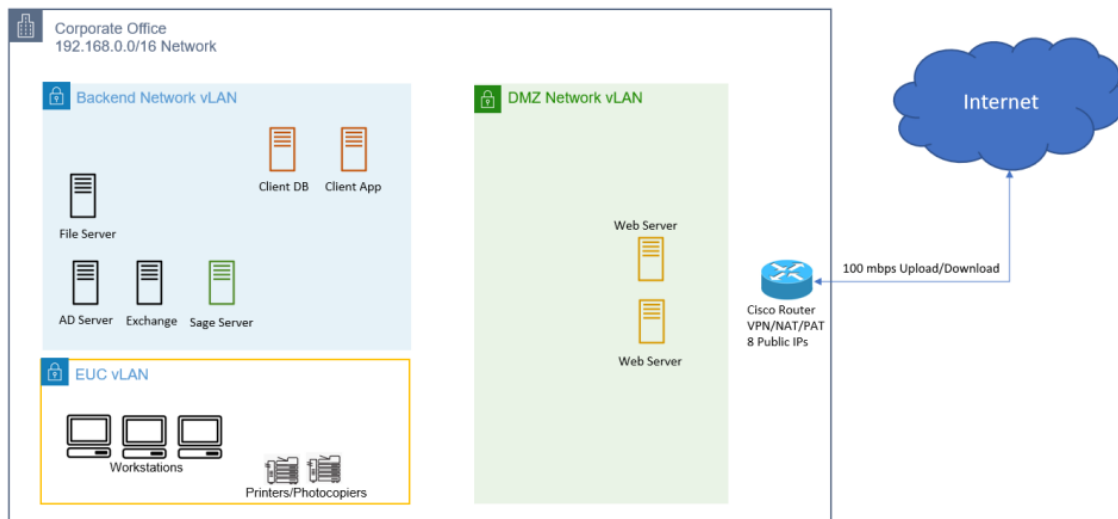 Corporate Office
192.168.0.0/16 Network
Backend Network vLAN
Client DB
Client App
File Server
AD Server
Exchange
Sage Server
EUC vLAN
Workstations
Printers/Photocopiers
DMZ Network vLAN
Web Server
Web Server
Cisco Router
VPN/NAT/PAT
8 Public IPs
100 mbps Upload/Download
Internet